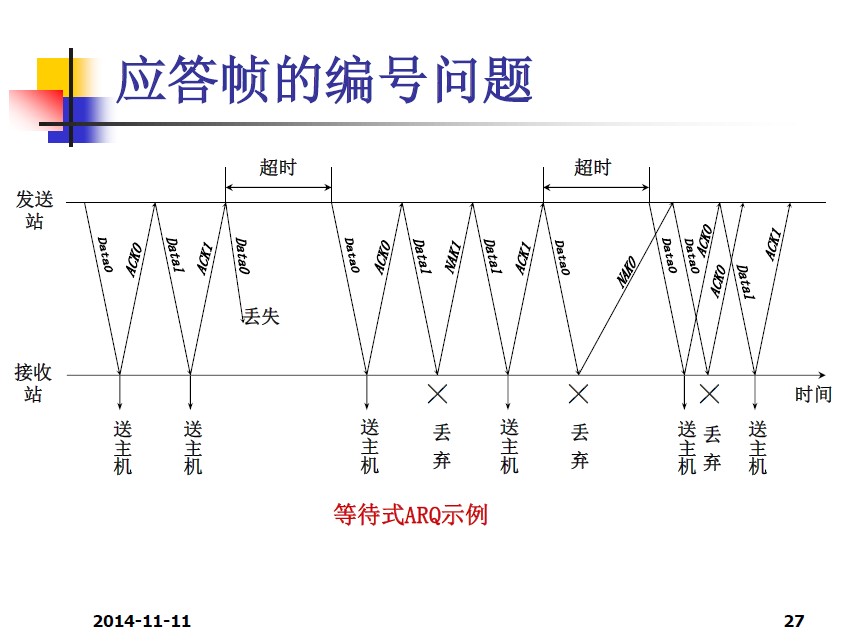 应答帧的编号问题
超时
超时
发送
站
Data0
ACK0
Data1
ACK1
Data0
丢失
Data0
ACK0
Data1
NAK1
Data1
ACK1
Data0
NAK0
Data0
Data0
ACK0
ACK0
Data1
ACK1
接收
站
时间
送主机
送主机
送主机
丢弃
送主机
丢弃
送主机
丢弃
送主机
等待式ARQ示例
2014-11-11
27